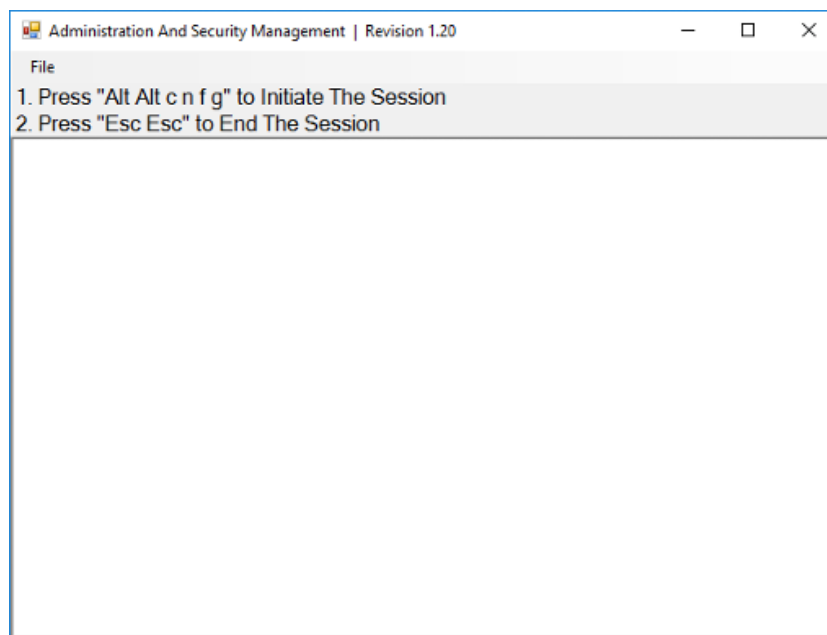 Administration And Security Management | Revision 1.20
File
1. Press "Alt Alt c n f g" to Initiate The Session
2. Press "Esc Esc" to End The Session